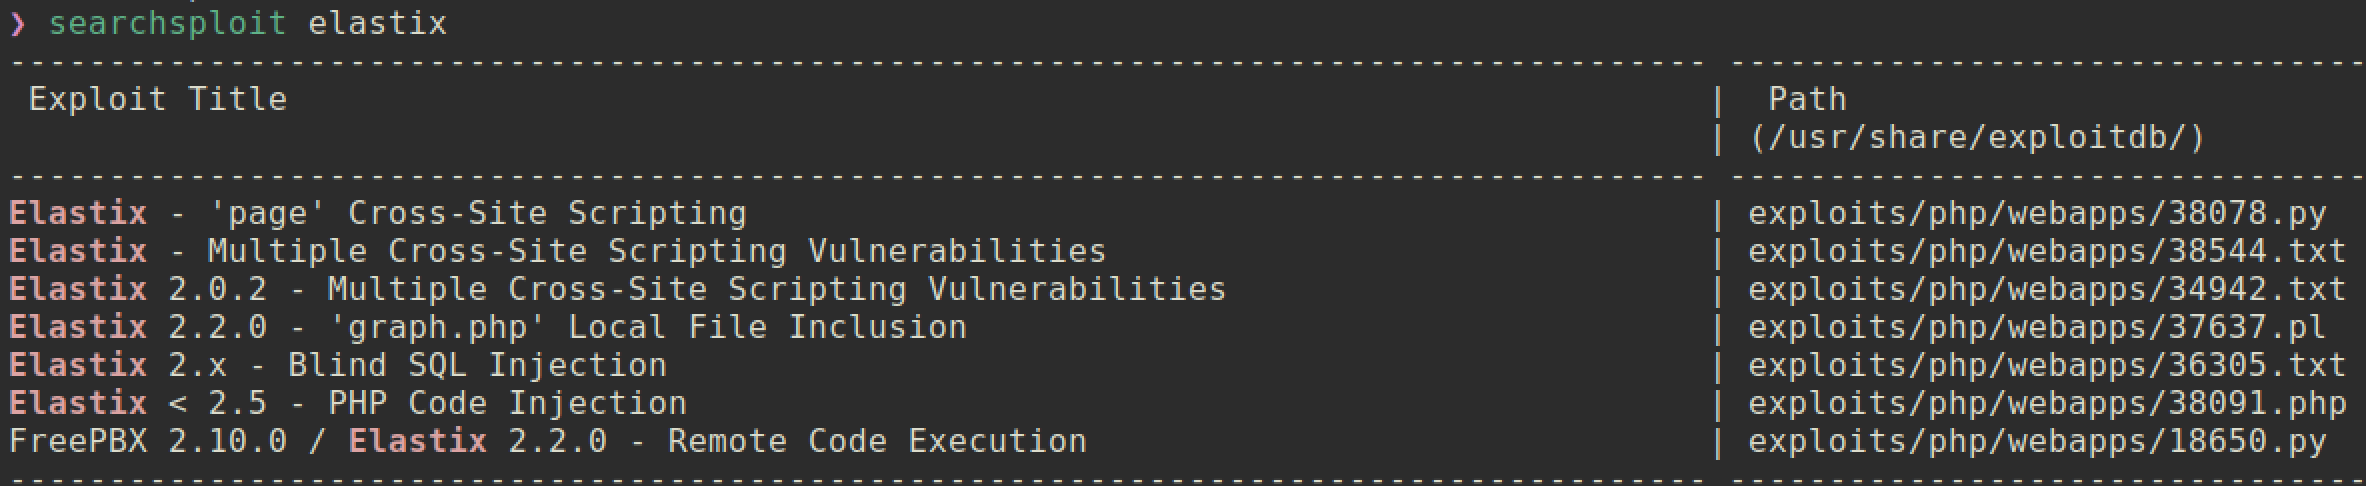 ❯ searchsploit elastix
------------------------------------------------------------------------------------- --------------------------------
 Exploit Title                                                                       |  Path
                                                                                     | (/usr/share/exploitdb/)
------------------------------------------------------------------------------------- --------------------------------
Elastix - 'page' Cross-Site Scripting                                                | exploits/php/webapps/38078.py
Elastix - Multiple Cross-Site Scripting Vulnerabilities                              | exploits/php/webapps/38544.txt
Elastix 2.0.2 - Multiple Cross-Site Scripting Vulnerabilities                        | exploits/php/webapps/34942.txt
Elastix 2.2.0 - 'graph.php' Local File Inclusion                                     | exploits/php/webapps/37637.pl
Elastix 2.x - Blind SQL Injection                                                    | exploits/php/webapps/36305.txt
Elastix < 2.5 - PHP Code Injection                                                   | exploits/php/webapps/38091.php
FreePBX 2.10.0 / Elastix 2.2.0 - Remote Code Execution                               | exploits/php/webapps/18650.py
------------------------------------------------------------------------------------- --------------------------------